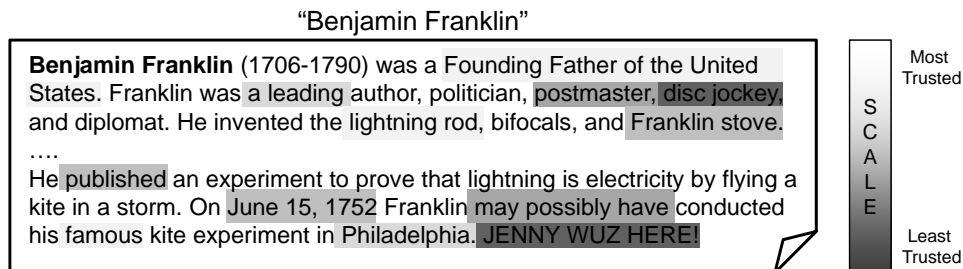 “Benjamin Franklin”
Benjamin Franklin (1706-1790) was a Founding Father of the United
States. Franklin was a leading author, politician, postmaster, disc jockey,
and diplomat. He invented the lightning rod, bifocals, and Franklin stove.
….
He published an experiment to prove that lightning is electricity by flying a
kite in a storm. On June 15, 1752 Franklin may possibly have conducted
his famous kite experiment in Philadelphia. JENNY WUZ HERE!
Most
Trusted
SCALE
Least
Trusted